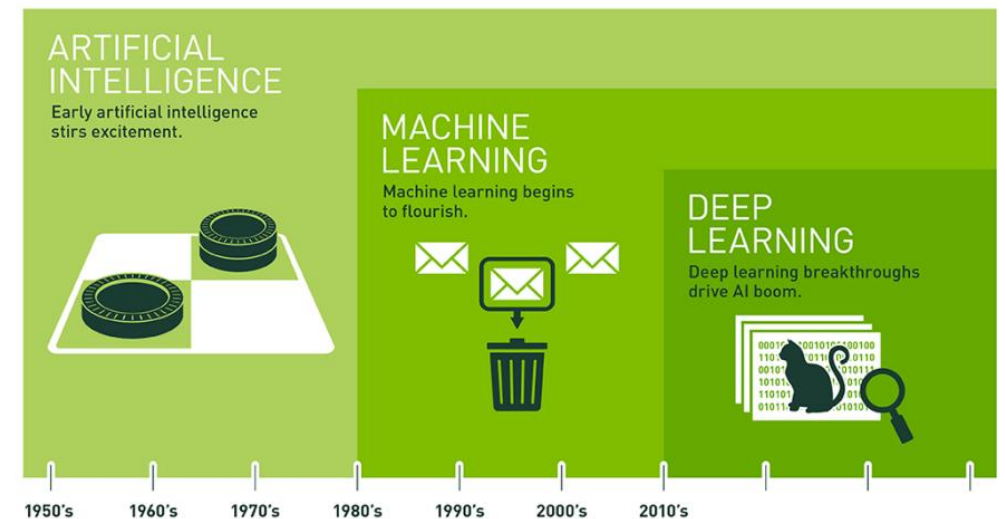 ARTIFICIAL
INTELLIGENCE
Early artificial intelligence
stirs excitement.
MACHINE
LEARNING
Machine learning begins
to flourish.
DEEP
LEARNING
Deep learning breakthroughs
drive AI boom.
1950's 1960's 1970's 1980's 1990's 2000's 2010's